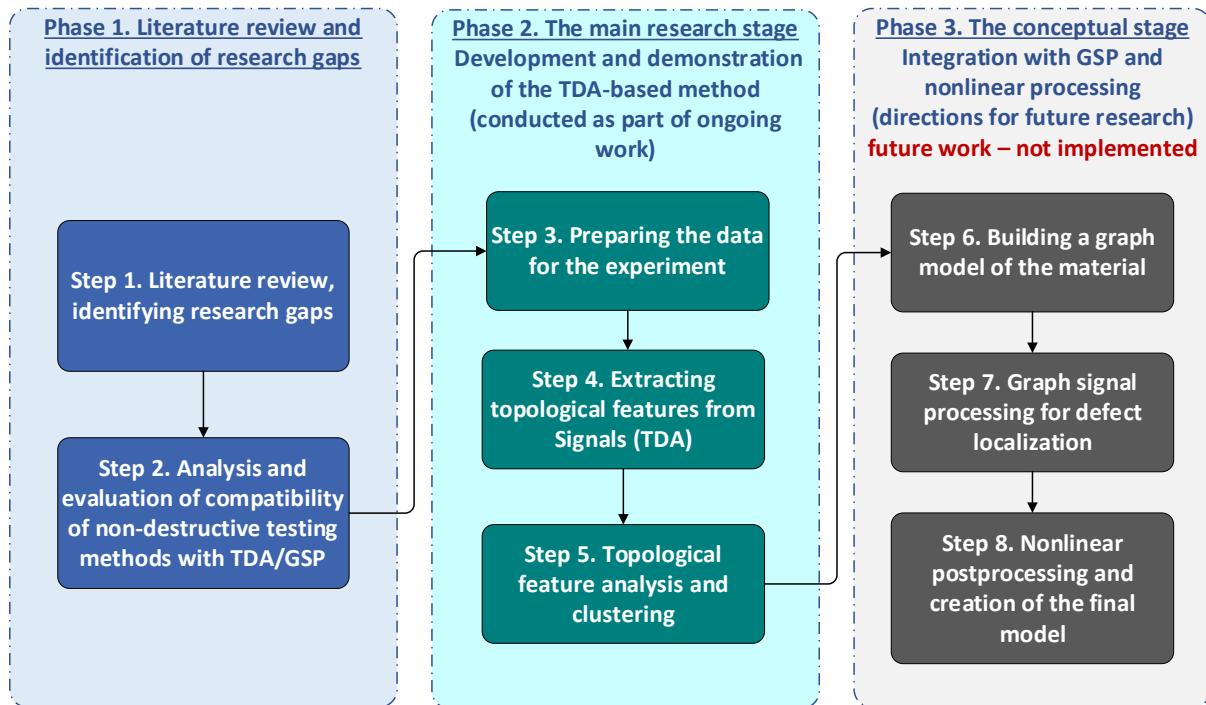 Phase 1. Literature review and
identification of research gaps
Step 1. Literature review,
identifying research gaps
Step 2. Analysis and
evaluation of compatibility
of non-destructive testing
methods with TDA/GSP
Phase 2. The main research stage
Development and demonstration
of the TDA-based method
(conducted as part of ongoing
work)
Step 3. Preparing the data
for the experiment
Step 4. Extracting
topological features from
Signals (TDA)
Step 5. Topological
feature analysis and
clustering
Phase 3. The conceptual stage
Integration with GSP and
nonlinear processing
(directions for future research)
future work – not implemented
Step 6. Building a graph
model of the material
Step 7. Graph signal
processing for defect
localization
Step 8. Nonlinear
postprocessing and
creation of the final
model